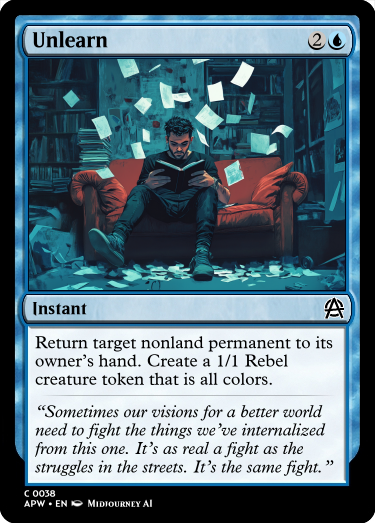 Unlearn 2
Instant
Return target nonland permanent to its
owner's hand. Create a 1/1 Rebel
creature token that is all colors.
“Sometimes our visions for a better world
need to fight the things we’ve internalized
from this one. It’s as real a fight as the
struggles in the streets. It’s the same fight.”
C 0038
APW • EN Midjourney AI